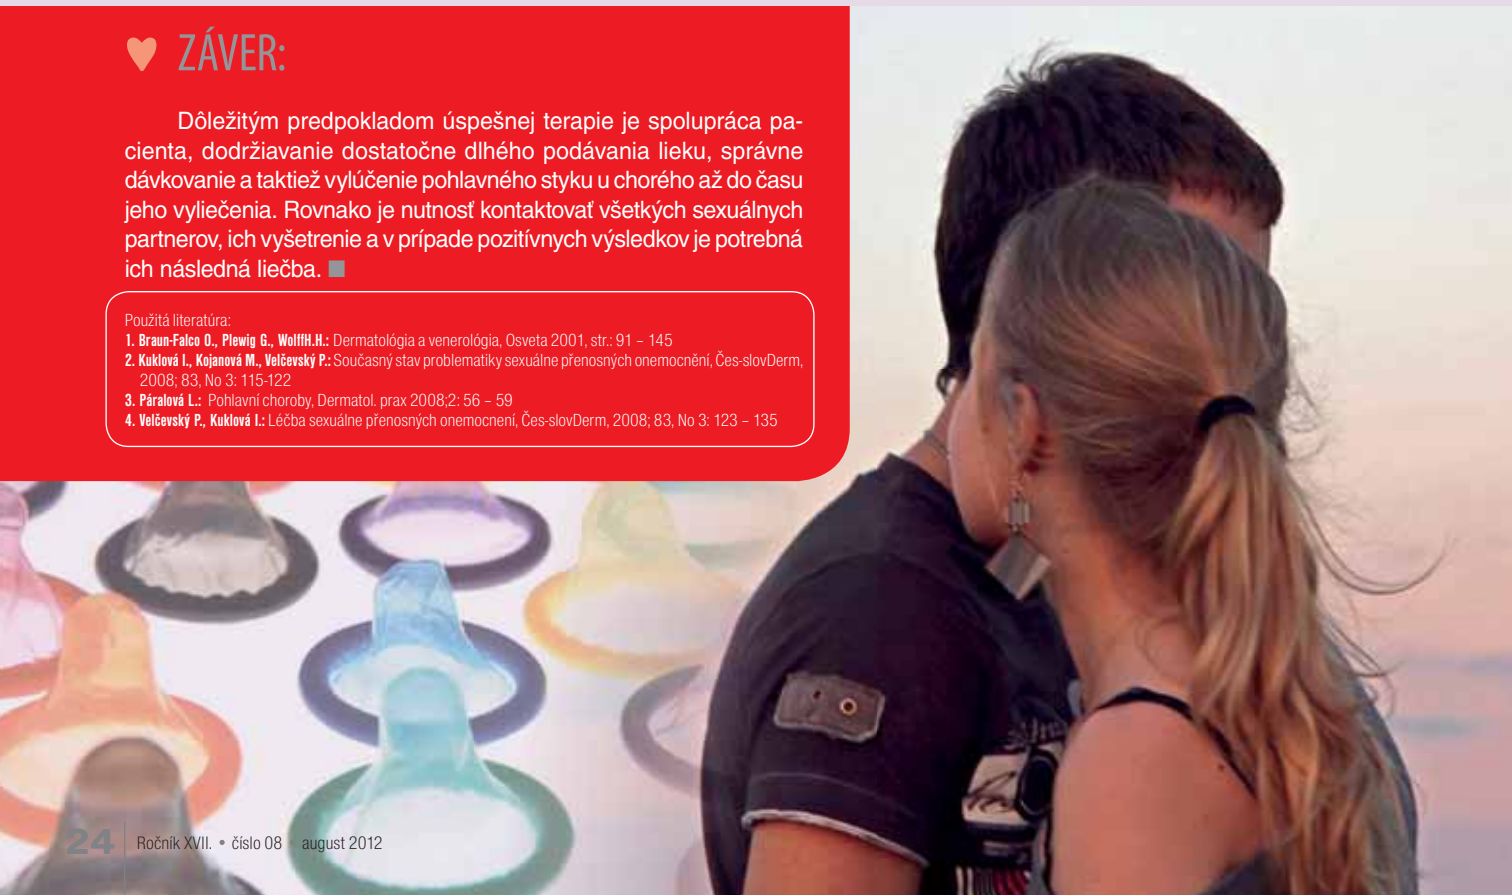 ZÁVER:
Dôležitým predpokladom úspešnej terapie je spolupráca pa-
cienta, dodržiavanie dostatočne dlhého podávania lieku, správne
dávkovanie a taktiež vylúčenie pohlavného styku u chorého až do času
jeho vyliečenia. Rovnako je nutnosť kontaktovať všetkých sexuálnych
partnerov, ich vyšetrenie a v prípade pozitívnych výsledkov je potrebná
ich následná liečba.
Použitá literatúra:
1. Braun-Falco O., Plewig G., WolffH.H.: Dermatológia a venerológia, Osveta 2001, str.: 91 – 145
2. Kuklová I., Kojanová M., Velčevský P.: Současný stav problematiky sexuálne přenosných onemocnění, Čes-slovDerm,
2008; 83, No 3: 115-122
3. Páralová L.: Pohlavní choroby, Dermatol. prax 2008;2: 56 – 59
4. Velčevský P., Kuklová I.: Léčba sexuálne přenosných onemocnení, Čes-slovDerm, 2008; 83, No 3: 123 – 135
24 Ročník XVII. • číslo 08 august 2012